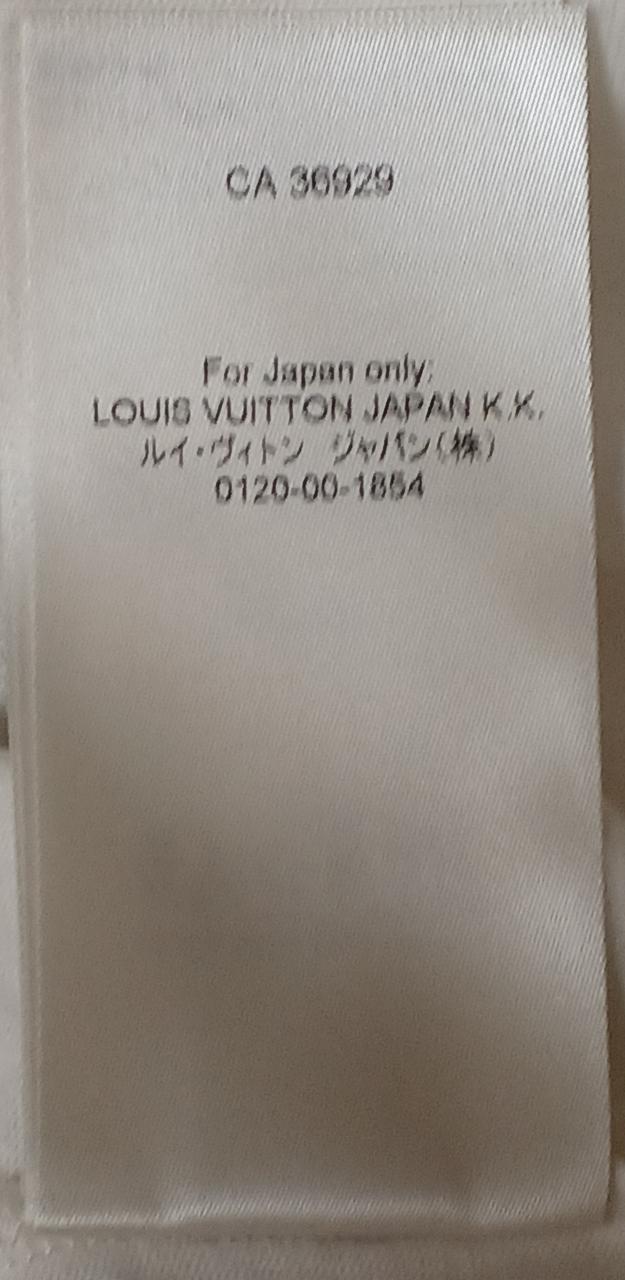 CA 36929
For Japan only:
LOUIS VUITTON JAPAN K.K.
ルイ・ヴィトン ジャパン(株)
0120-00-1854